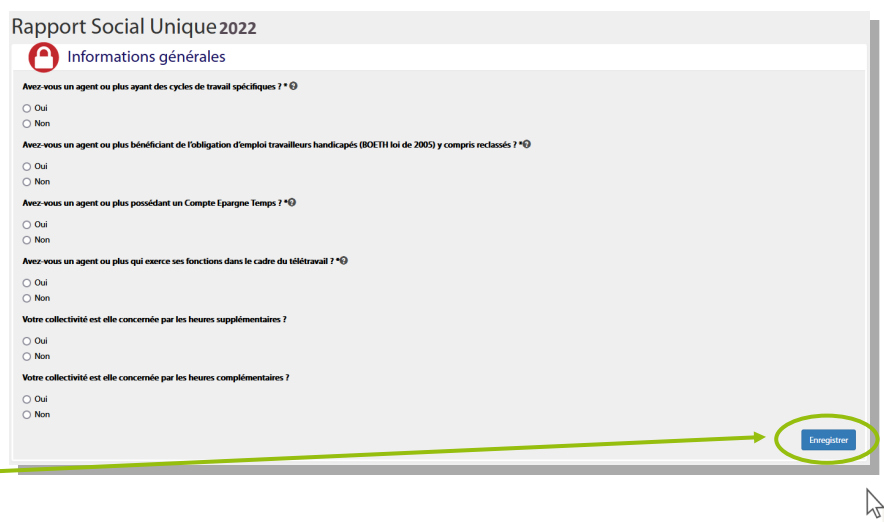 Rapport Social Unique 2022
Informations générales
Avez-vous un agent ou plus ayant des cycles de travail spécifiques ? *
Oui
Non
Avez-vous un agent ou plus bénéficiant de l'obligation d'emploi travailleurs handicapés (BOETH loi de 2005) y compris reclassés ? *
Oui
Non
Avez-vous un agent ou plus possédant un Compte Epargne Temps ? *
Oui
Non
Avez-vous un agent ou plus qui exerce ses fonctions dans le cadre du télétravail ? *
Oui
Non
Votre collectivité est elle concernée par les heures supplémentaires ?
Oui
Non
Votre collectivité est elle concernée par les heures complémentaires ?
Oui
Non
Enregistrer